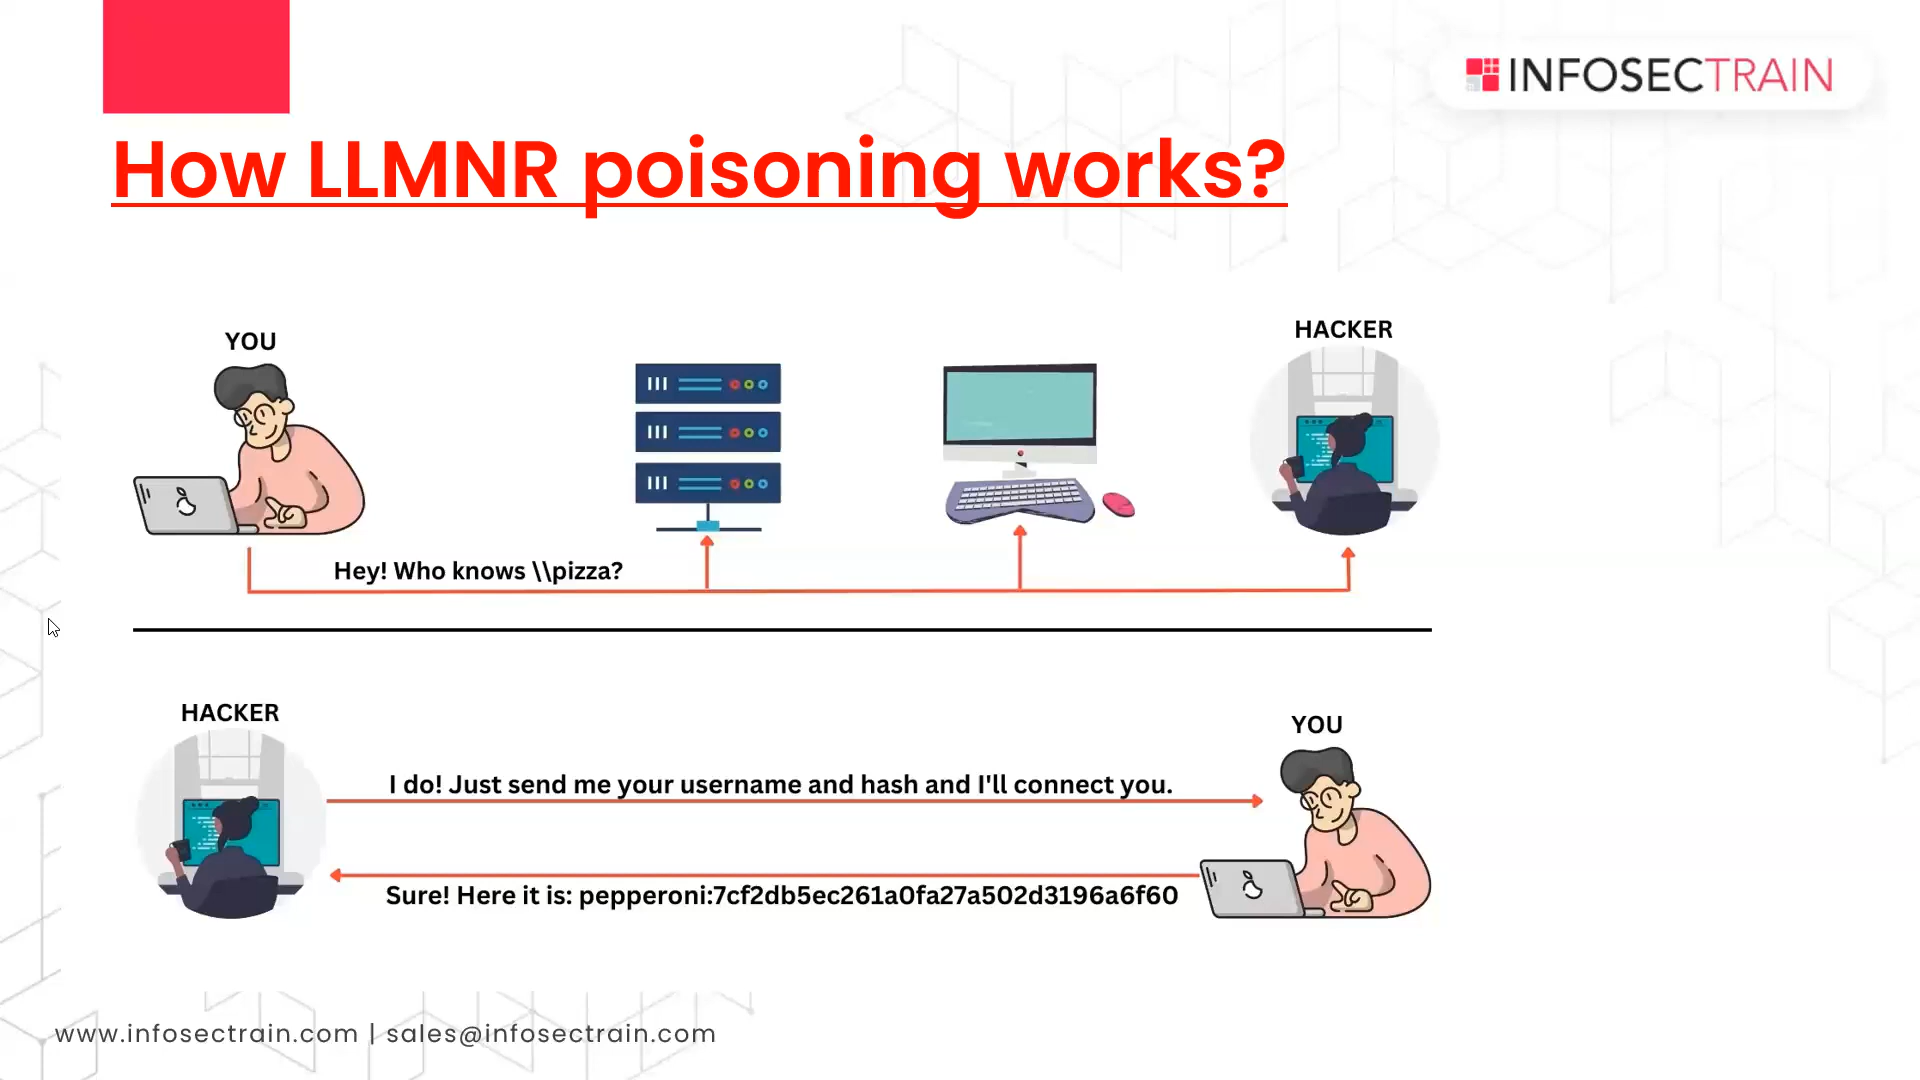 INFOSECTRAIN
How LLMNR poisoning works?
YOU
HACKER
Hey! Who knows \\pizza?
HACKER
YOU
I do! Just send me your username and hash and I'll connect you.
Sure! Here it is: pepperoni:7cf2db5ec261a0fa27a502d3196a6f60
www.infosectrain.com | sales@infosectrain.com